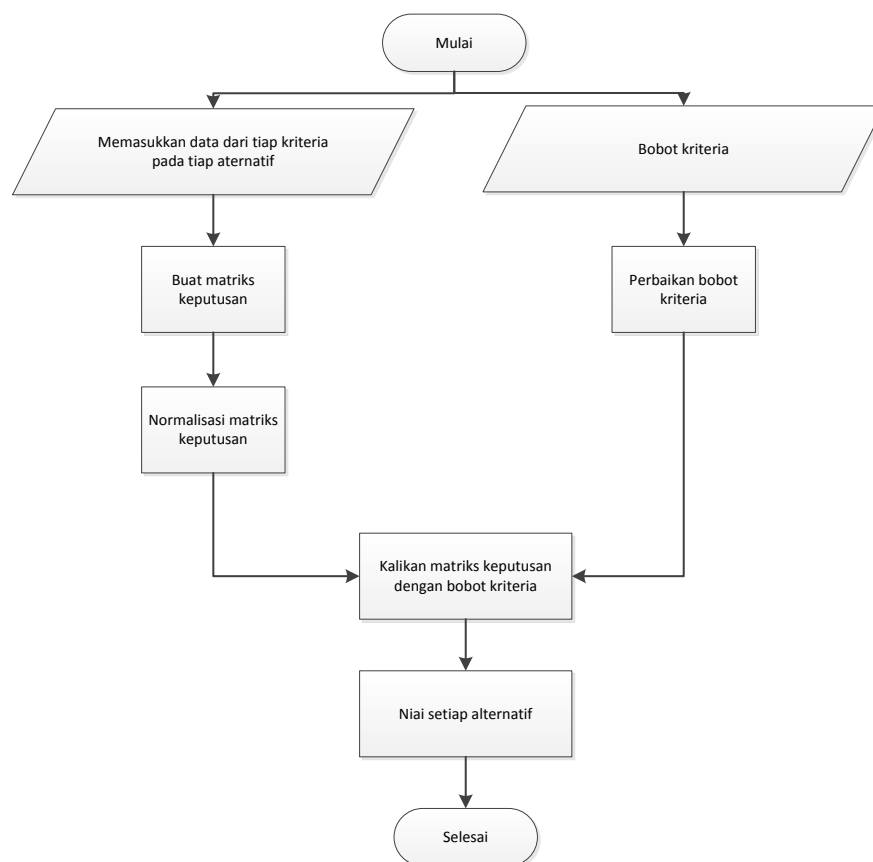 Mulai
Memasukkan data dari tiap kriteria
pada tiap aternatif
Bobot kriteria
Buat matriks
keputusan
Perbaikan bobot
kriteria
Normalisasi matriks
keputusan
Kalikan matriks keputusan
dengan bobot kriteria
Niai setiap alternatif
Selesai